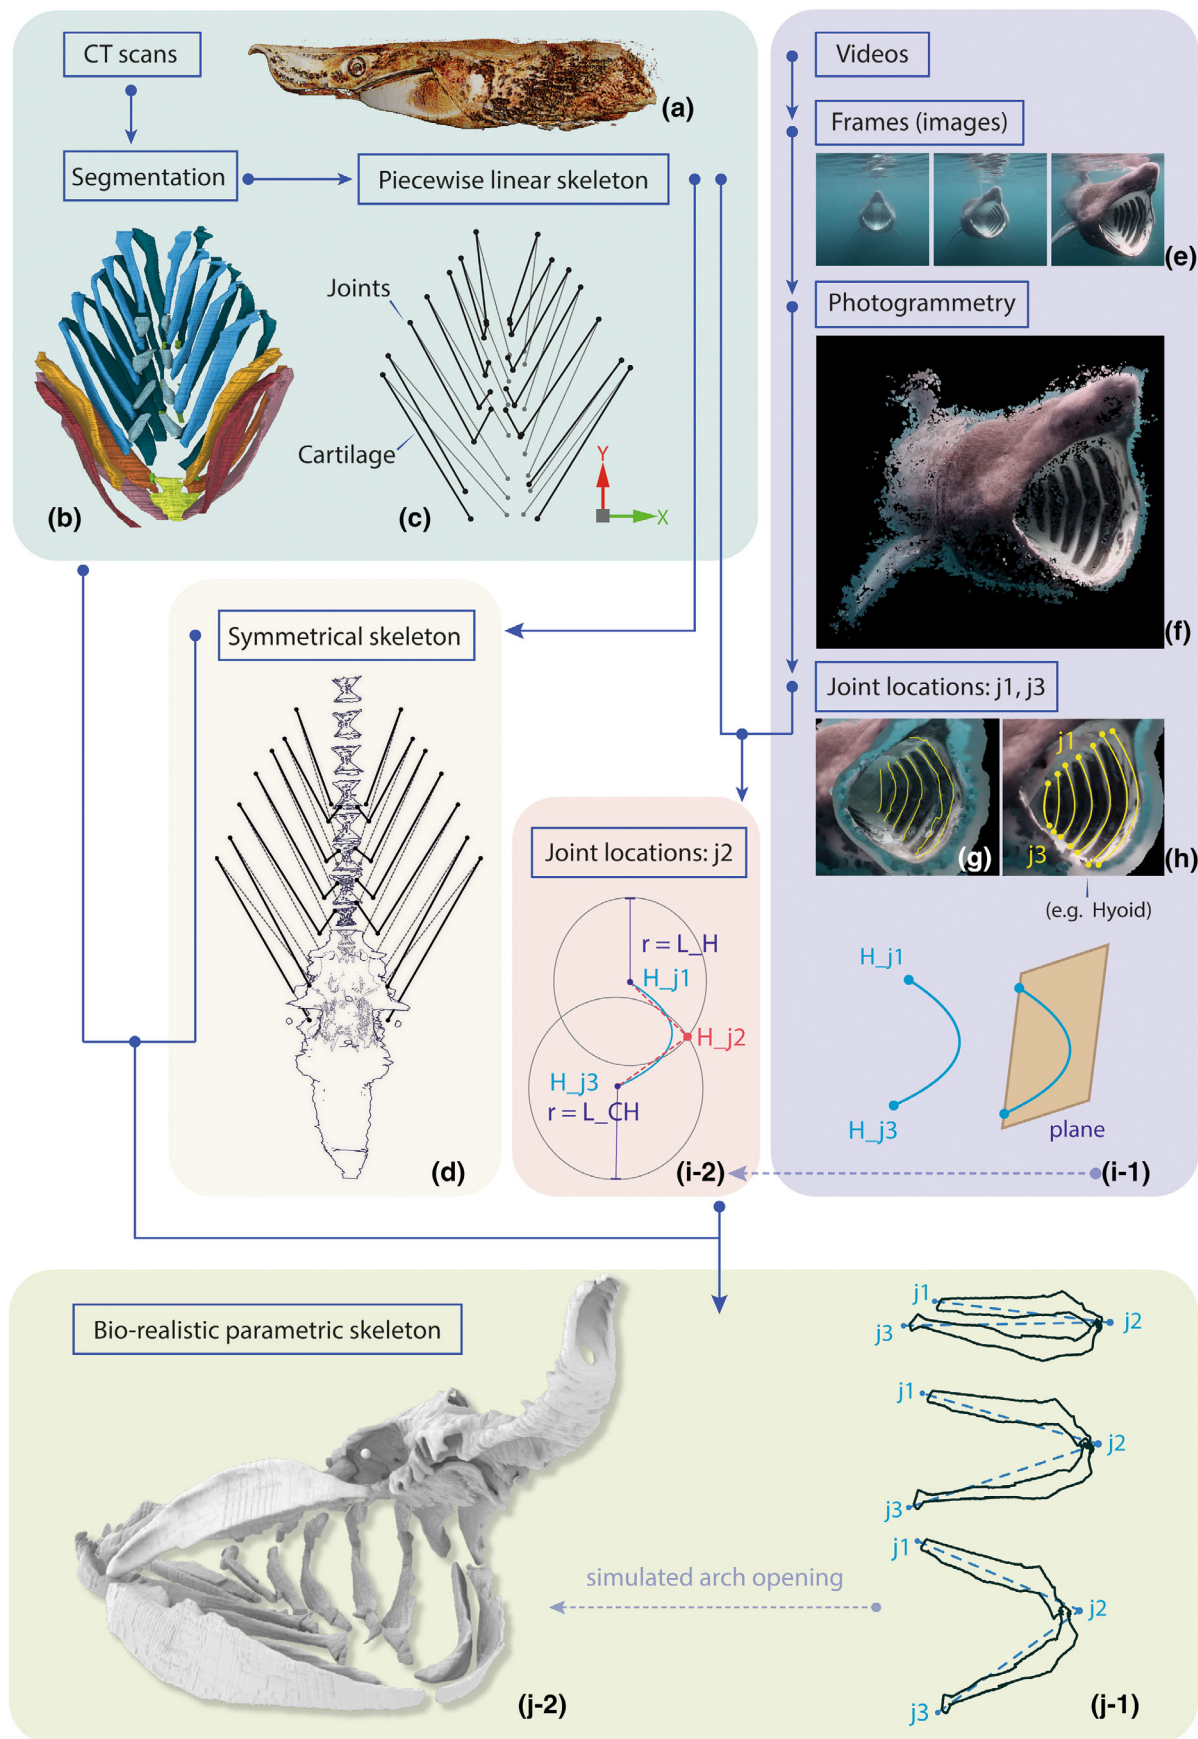 CT scans
(a)
Segmentation
Piecewise linear skeleton
Joints
Cartilage
Y
X
(b)
(c)
Videos
Frames (images)
(e)
Photogrammetry
(f)
Joint locations: j1, j3
j1
j3
(g)
(h)
(e.g. Hyoid)
H_j1
H_j3
plane
(i-1)
Symmetrical skeleton
(d)
Joint locations: j2
r = L_H
H_j1
H_j2
H_j3
r = L_CH
(i-2)
Bio-realistic parametric skeleton
j1
j2
j3
j1
j2
j3
j1
j2
j3
simulated arch opening
(j-2)
(j-1)